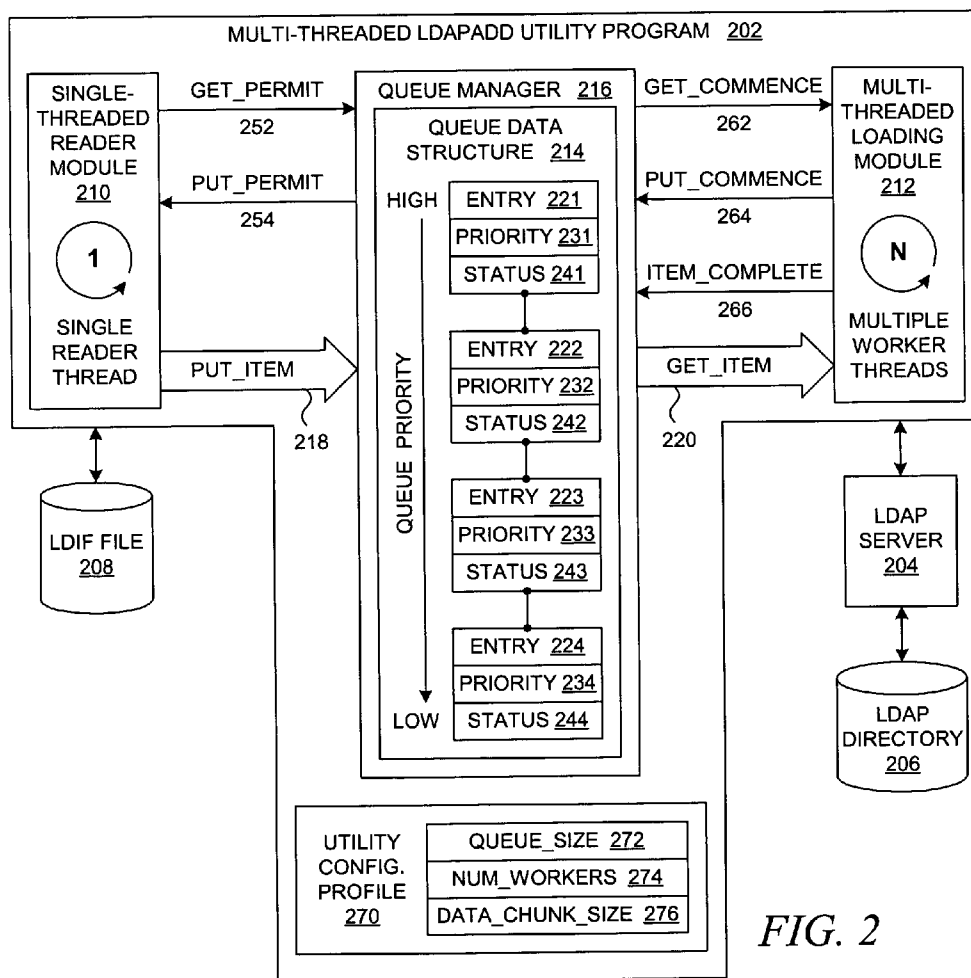 MULTI-THREADED LDAPADD UTILITY PROGRAM 202
SINGLE-
THREADED
READER
MODULE
210
1
SINGLE
READER
THREAD
GET_PERMIT
252
PUT_PERMIT
254
PUT_ITEM
218
QUEUE MANAGER 216
QUEUE DATA
STRUCTURE 214
HIGH
QUEUE PRIORITY
LOW
ENTRY 221
PRIORITY 231
STATUS 241
ENTRY 222
PRIORITY 232
STATUS 242
ENTRY 223
PRIORITY 233
STATUS 243
ENTRY 224
PRIORITY 234
STATUS 244
GET_COMMENCE
262
PUT_COMMENCE
264
ITEM_COMPLETE
266
GET_ITEM
220
MULTI-
THREADED
LOADING
MODULE
212
N
MULTIPLE
WORKER
THREADS
LDIF FILE
208
LDAP
SERVER
204
LDAP
DIRECTORY
206
UTILITY
CONFIG.
PROFILE
270
QUEUE_SIZE 272
NUM_WORKERS 274
DATA_CHUNK_SIZE 276
FIG. 2